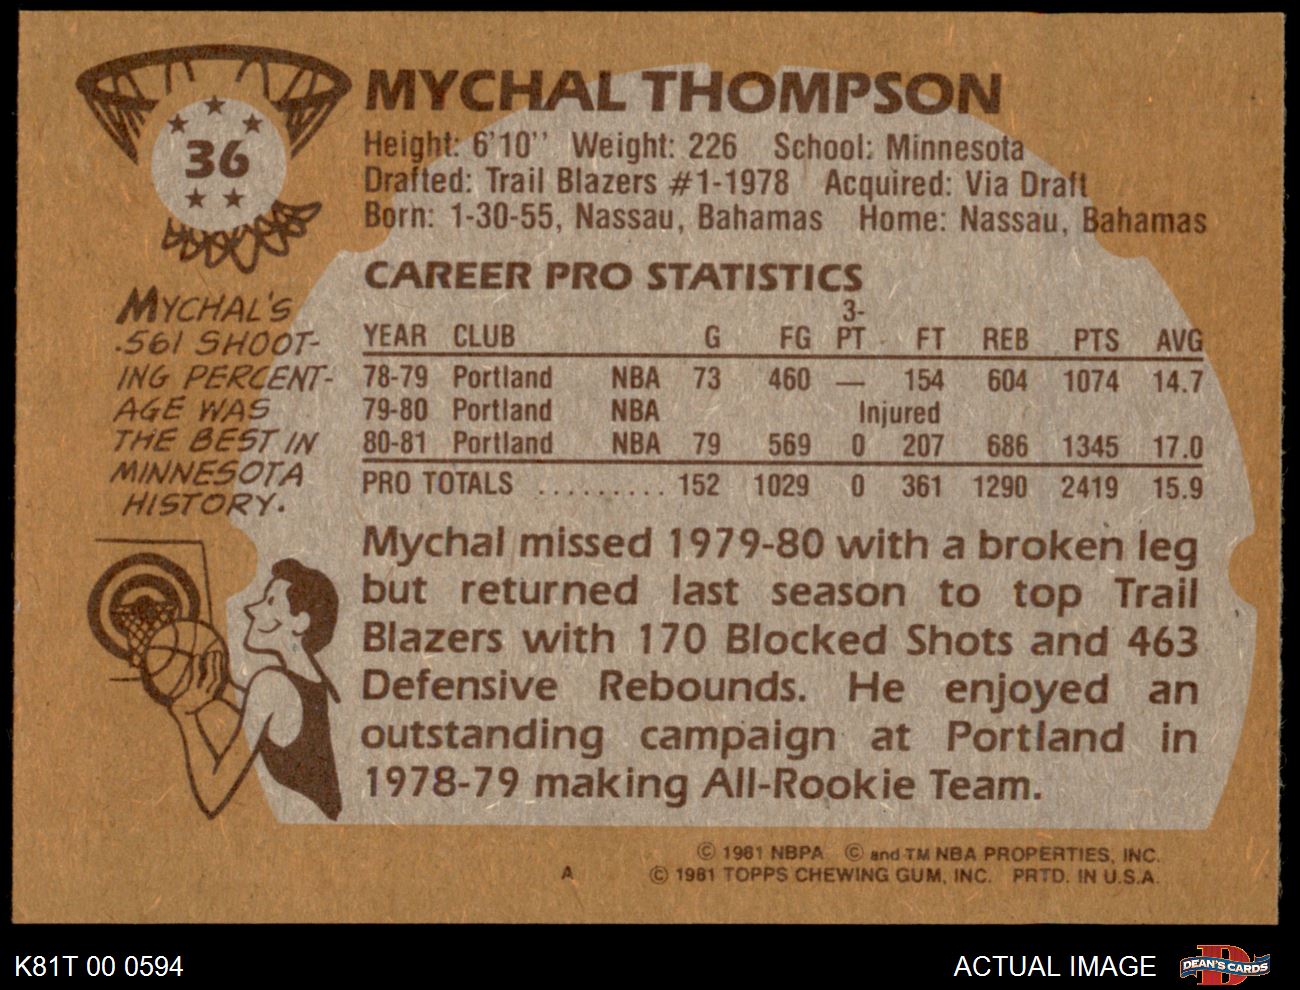 36
MYCHAL THOMPSON
Height: 6'10'' Weight: 226 School: Minnesota
Drafted: Trail Blazers #1-1978 Acquired: Via Draft
Born: 1-30-55, Nassau, Bahamas Home: Nassau, Bahamas
MYCHAL'S
.561 SHOOT-
ING PERCENT-
AGE WAS
THE BEST IN
MINNESOTA
HISTORY.
CAREER PRO STATISTICS
YEAR CLUB G FG 3-PT FT REB PTS AVG
78-79 Portland NBA 73 460 — 154 604 1074 14.7
79-80 Portland NBA Injured
80-81 Portland NBA 79 569 0 207 686 1345 17.0
PRO TOTALS .......... 152 1029 0 361 1290 2419 15.9
Mychal missed 1979-80 with a broken leg
but returned last season to top Trail
Blazers with 170 Blocked Shots and 463
Defensive Rebounds. He enjoyed an
outstanding campaign at Portland in
1978-79 making All-Rookie Team.
© 1981 NBPA © and TM NBA PROPERTIES, INC.
A © 1981 TOPPS CHEWING GUM, INC. PRTD. IN U.S.A.
K81T 00 0594
ACTUAL IMAGE
DEAN'S CARDS